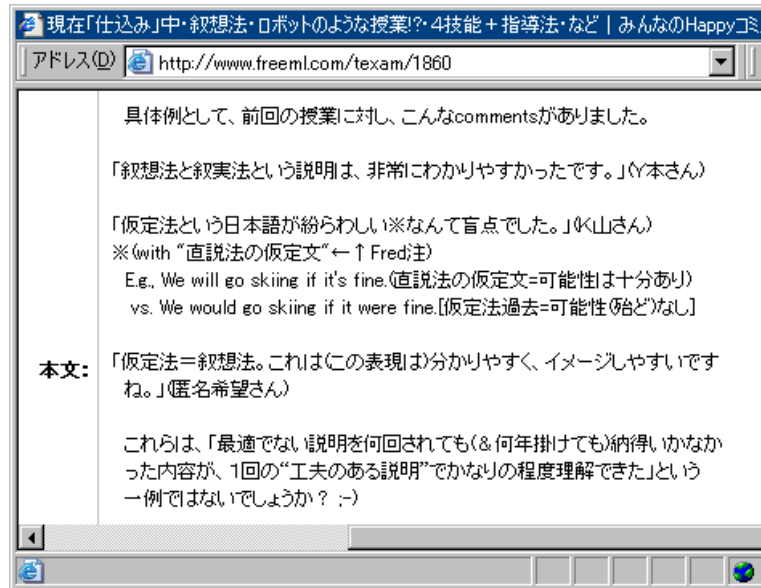 現在「仕込み」中・叙想法・ロボットのような授業!?・4技能+指導法・など | みんなのHappyコミ
アドレス(D) http://www.freeml.com/texam/1860
具体例として、前回の授業に対し、こんなcommentsがありました。
「叙想法と叙実法という説明は、非常にわかりやすかったです。」(Y本さん)
「仮定法という日本語が紛らわしい※なんて盲点でした。」(K山さん)
※(with “直説法の仮定文”←↑Fred注)
E.g., We will go skiing if it's fine.(直説法の仮定文=可能性は十分あり)
vs. We would go skiing if it were fine.[仮定法過去=可能性(殆ど)なし]
本文:
「仮定法=叙想法。これは(この表現は)分かりやすく、イメージしやすいです
ね。」(匿名希望さん)
これらは、「最適でない説明を何回されても(&何年掛けても)納得いかなか
った内容が、1回の“工夫のある説明”でかなりの程度理解できた」という
一例ではないでしょうか? ;-)